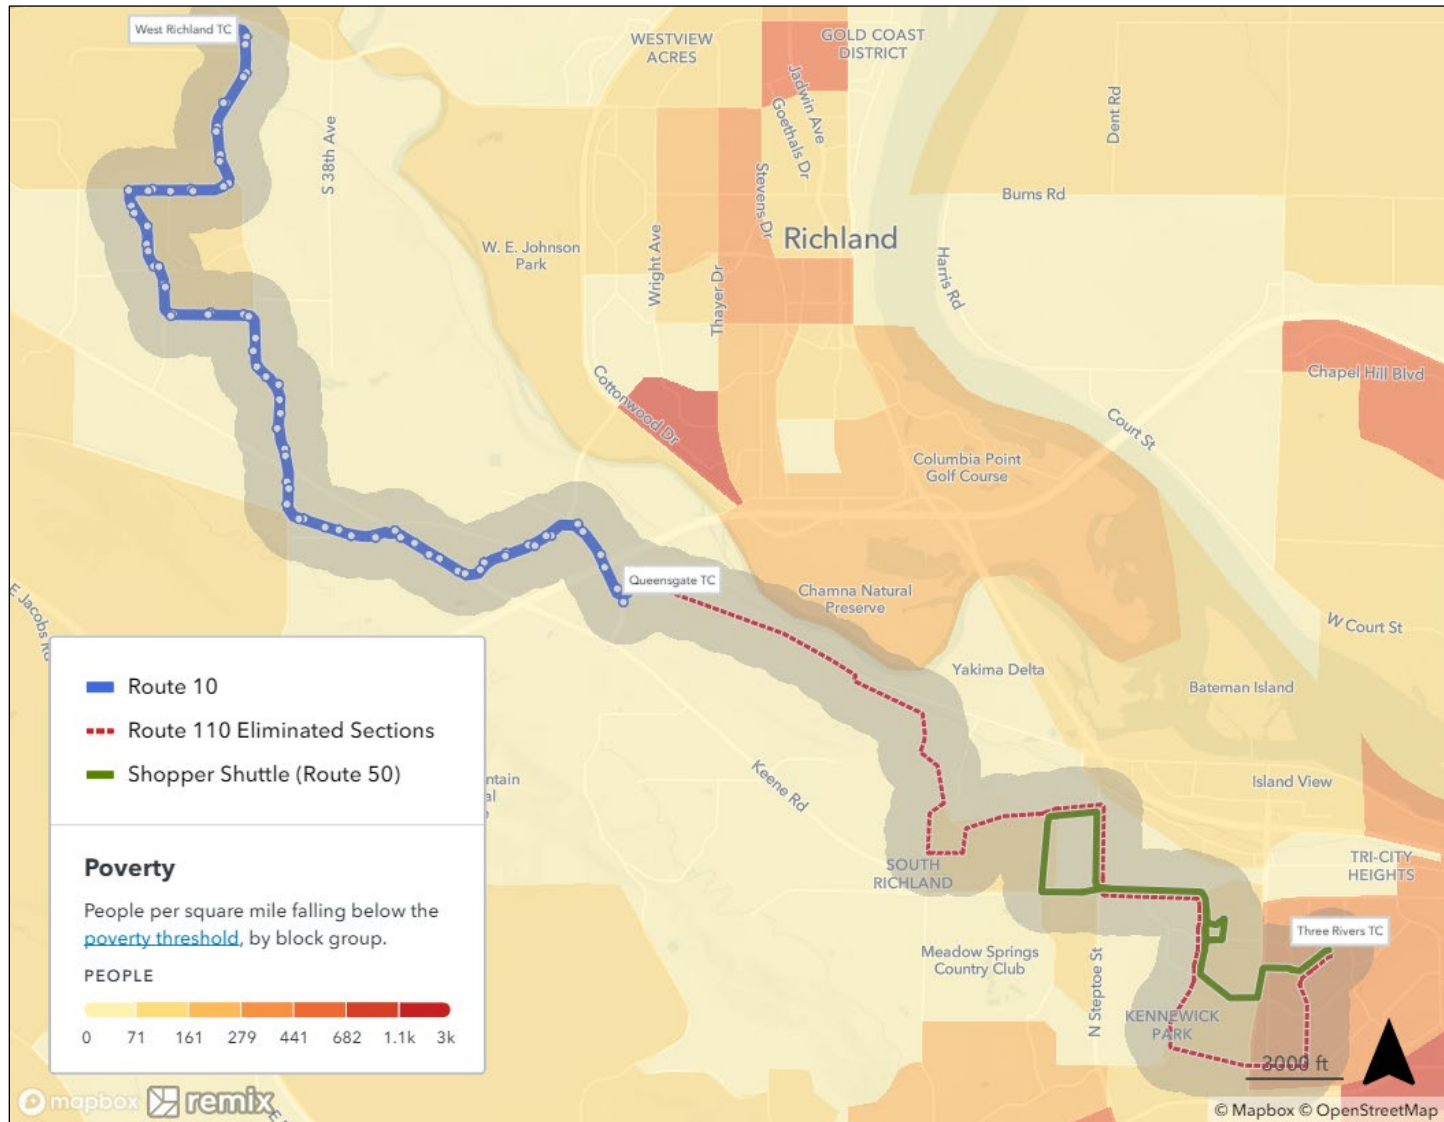 West Richland TC
WESTVIEW
ACRES
GOLD COAST
DISTRICT
Jadwin Ave
Goethals Dr
Dent Rd
S 38th Ave
Stevens Dr
Burns Rd
W. E. Johnson
Park
Richland
Wright Ave
Harris Rd
Thayer Dr
Cottonwood Dr
Chapel Hill Blvd
Court St
Columbia Point
Golf Course
Queensgate TC
Chamna Natural
Preserve
E Jacobs
W Court St
Yakima Delta
Bateman Island
Route 10
Route 110 Eliminated Sections
Shopper Shuttle (Route 50)
Keene Rd
Island View
SOUTH
RICHLAND
TRI-CITY
HEIGHTS
Poverty
People per square mile falling below the
poverty threshold, by block group.
PEOPLE
0 71 161 279 441 682 1.1k 3k
Three Rivers TC
Meadow Springs
Country Club
N Steptoe St
KENNEWICK
PARK
3000 ft
mapbox remix
© Mapbox © OpenStreetMap